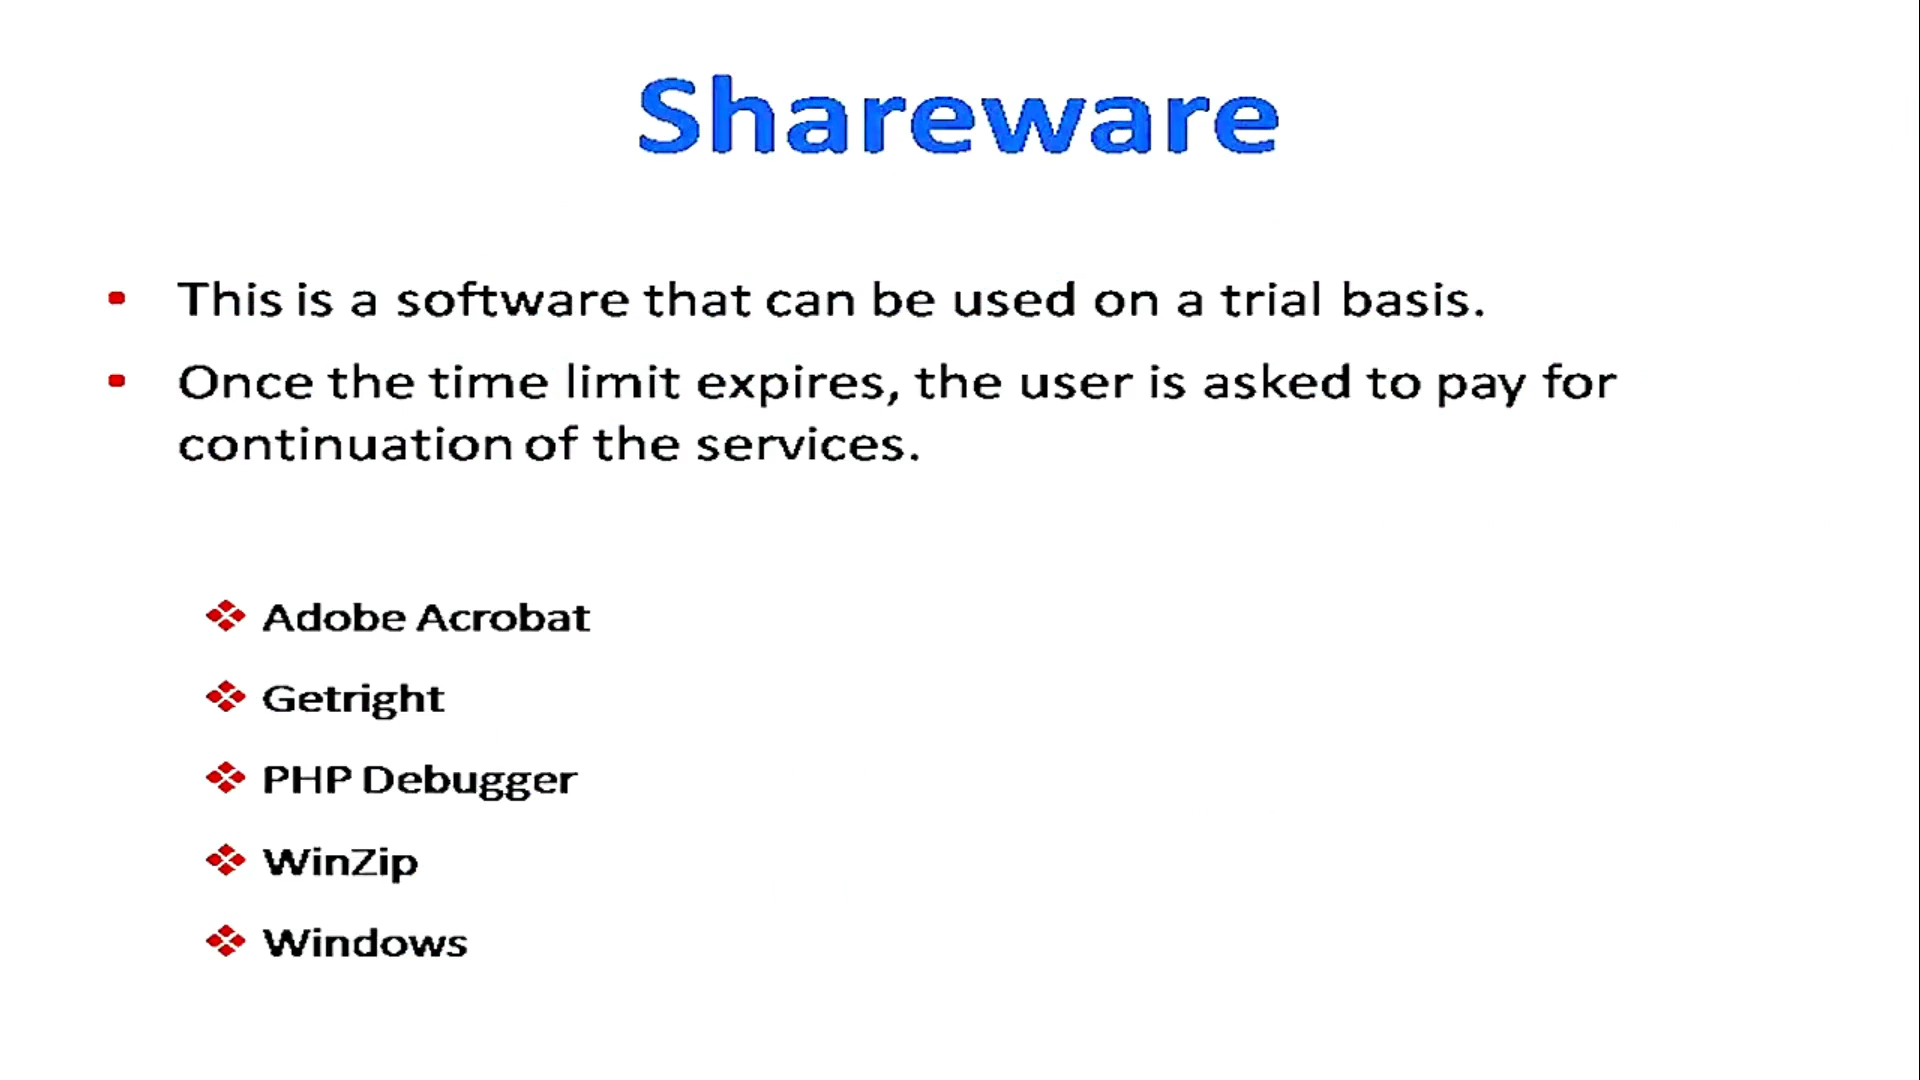 Shareware
This is a software that can be used on a trial basis.
Once the time limit expires, the user is asked to pay for
continuation of the services.
Adobe Acrobat
Getright
PHP Debugger
WinZip
Windows